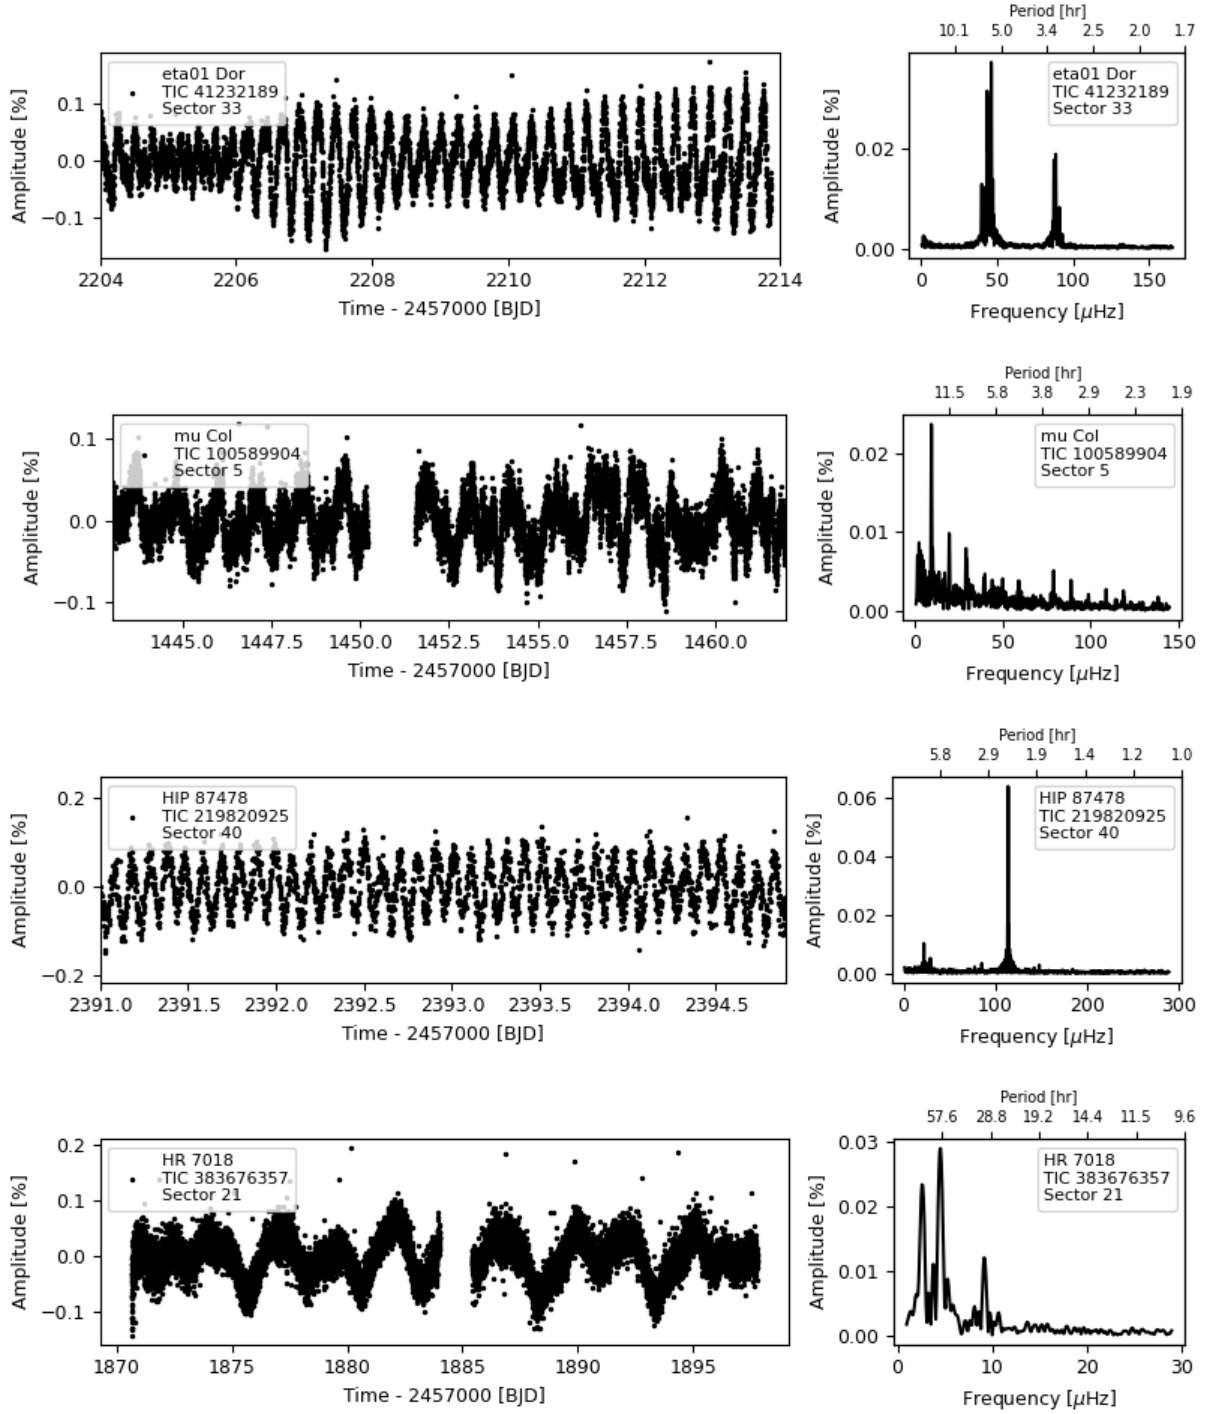 Period [hr]
10.1 5.0 3.4 2.5 2.0 1.7
eta01 Dor
TIC 41232189
Sector 33
eta01 Dor
TIC 41232189
Sector 33
Amplitude [%]
0.1
0.0
−0.1
Amplitude [%]
0.02
0.00
2204 2206 2208 2210 2212 2214
Time - 2457000 [BJD]
0 50 100 150
Frequency [μHz]
Period [hr]
11.5 5.8 3.8 2.9 2.3 1.9
mu Col
TIC 100589904
Sector 5
mu Col
TIC 100589904
Sector 5
Amplitude [%]
0.1
0.0
−0.1
Amplitude [%]
0.02
0.01
0.00
1445.0 1447.5 1450.0 1452.5 1455.0 1457.5 1460.0
Time - 2457000 [BJD]
0 50 100 150
Frequency [μHz]
Period [hr]
5.8 2.9 1.9 1.4 1.2 1.0
HIP 87478
TIC 219820925
Sector 40
HIP 87478
TIC 219820925
Sector 40
Amplitude [%]
0.2
0.0
−0.2
Amplitude [%]
0.06
0.04
0.02
0.00
2391.0 2391.5 2392.0 2392.5 2393.0 2393.5 2394.0 2394.5
Time - 2457000 [BJD]
0 100 200 300
Frequency [μHz]
Period [hr]
57.6 28.8 19.2 14.4 11.5 9.6
HR 7018
TIC 383676357
Sector 21
HR 7018
TIC 383676357
Sector 21
Amplitude [%]
0.2
0.1
0.0
−0.1
Amplitude [%]
0.03
0.02
0.01
0.00
1870 1875 1880 1885 1890 1895
Time - 2457000 [BJD]
0 10 20 30
Frequency [μHz]